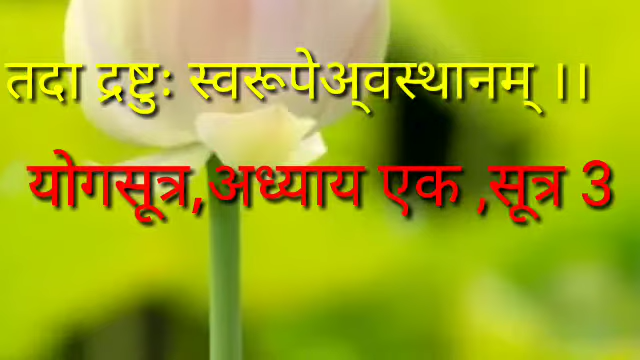 तदा द्रष्टुः स्वरूपेअ्वस्थानम् ।।
योगसूत्र,अध्याय एक ,सूत्र 3